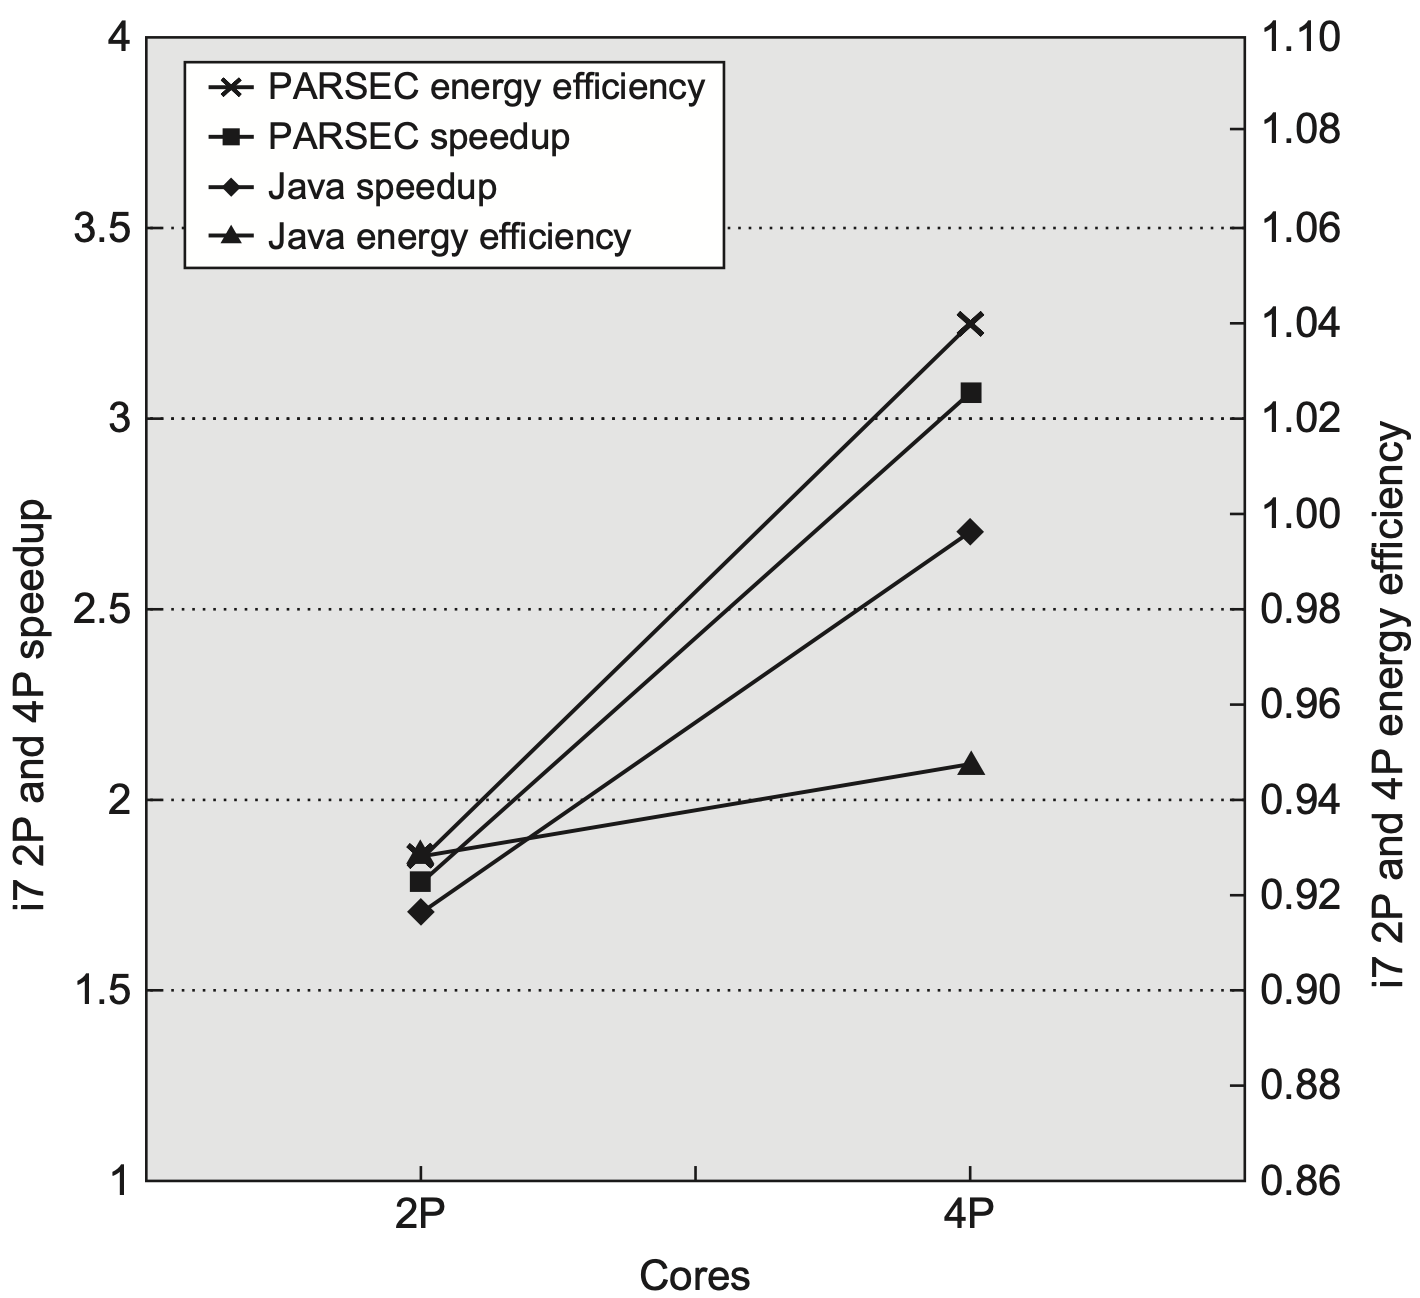 4
3.5
3
2.5
2
1.5
1
i7 2P and 4P speedup
PARSEC energy efficiency
PARSEC speedup
Java speedup
Java energy efficiency
1.10
1.08
1.06
1.04
1.02
1.00
0.98
0.96
0.94
0.92
0.90
0.88
0.86
i7 2P and 4P energy efficiency
2P
4P
Cores